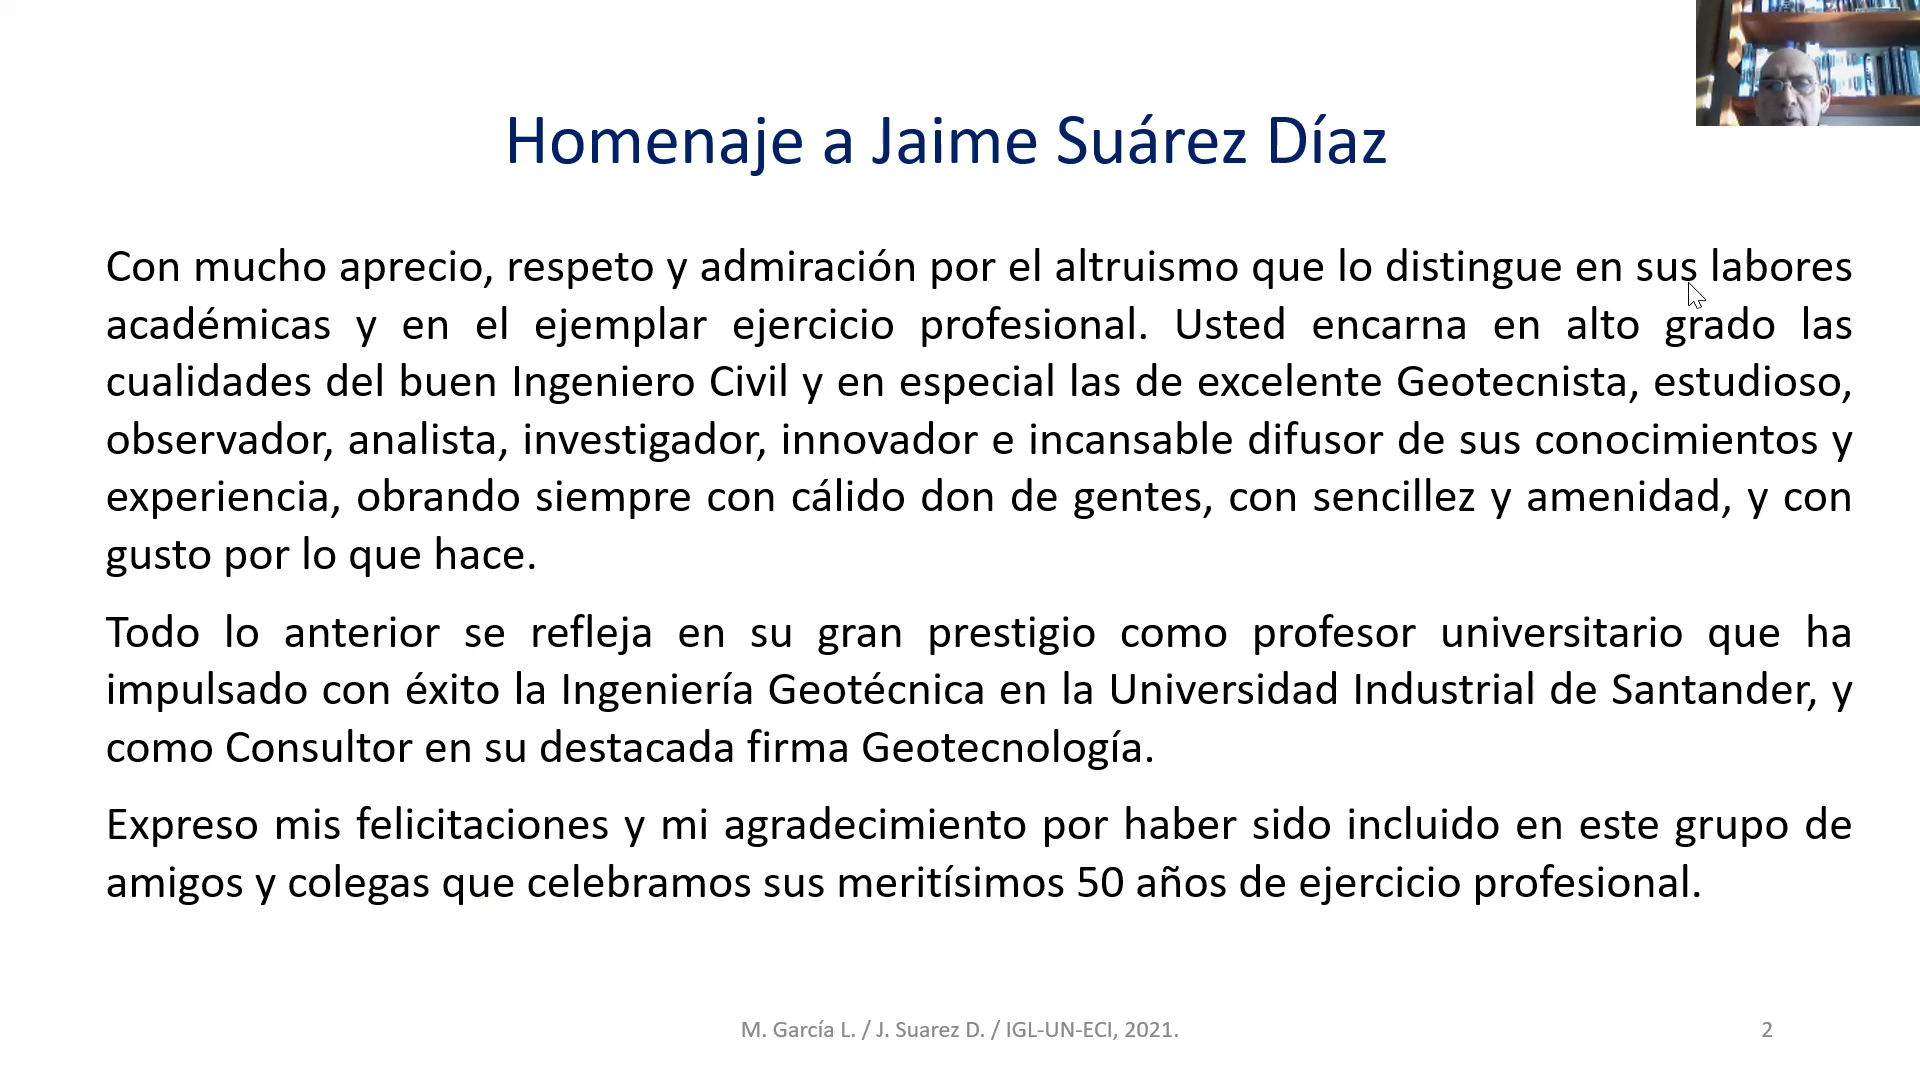 Homenaje a Jaime Suárez Díaz
Con mucho aprecio, respeto y admiración por el altruismo que lo distingue en sus labores
académicas y en el ejemplar ejercicio profesional. Usted encarna en alto grado las
cualidades del buen Ingeniero Civil y en especial las de excelente Geotecnista, estudioso,
observador, analista, investigador, innovador e incansable difusor de sus conocimientos y
experiencia, obrando siempre con cálido don de gentes, con sencillez y amenidad, y con
gusto por lo que hace.
Todo lo anterior se refleja en su gran prestigio como profesor universitario que ha
impulsado con éxito la Ingeniería Geotécnica en la Universidad Industrial de Santander, y
como Consultor en su destacada firma Geotecnología.
Expreso mis felicitaciones y mi agradecimiento por haber sido incluido en este grupo de
amigos y colegas que celebramos sus meritísimos 50 años de ejercicio profesional.
M. García L. / J. Suarez D. / IGL-UN-ECI, 2021.
2